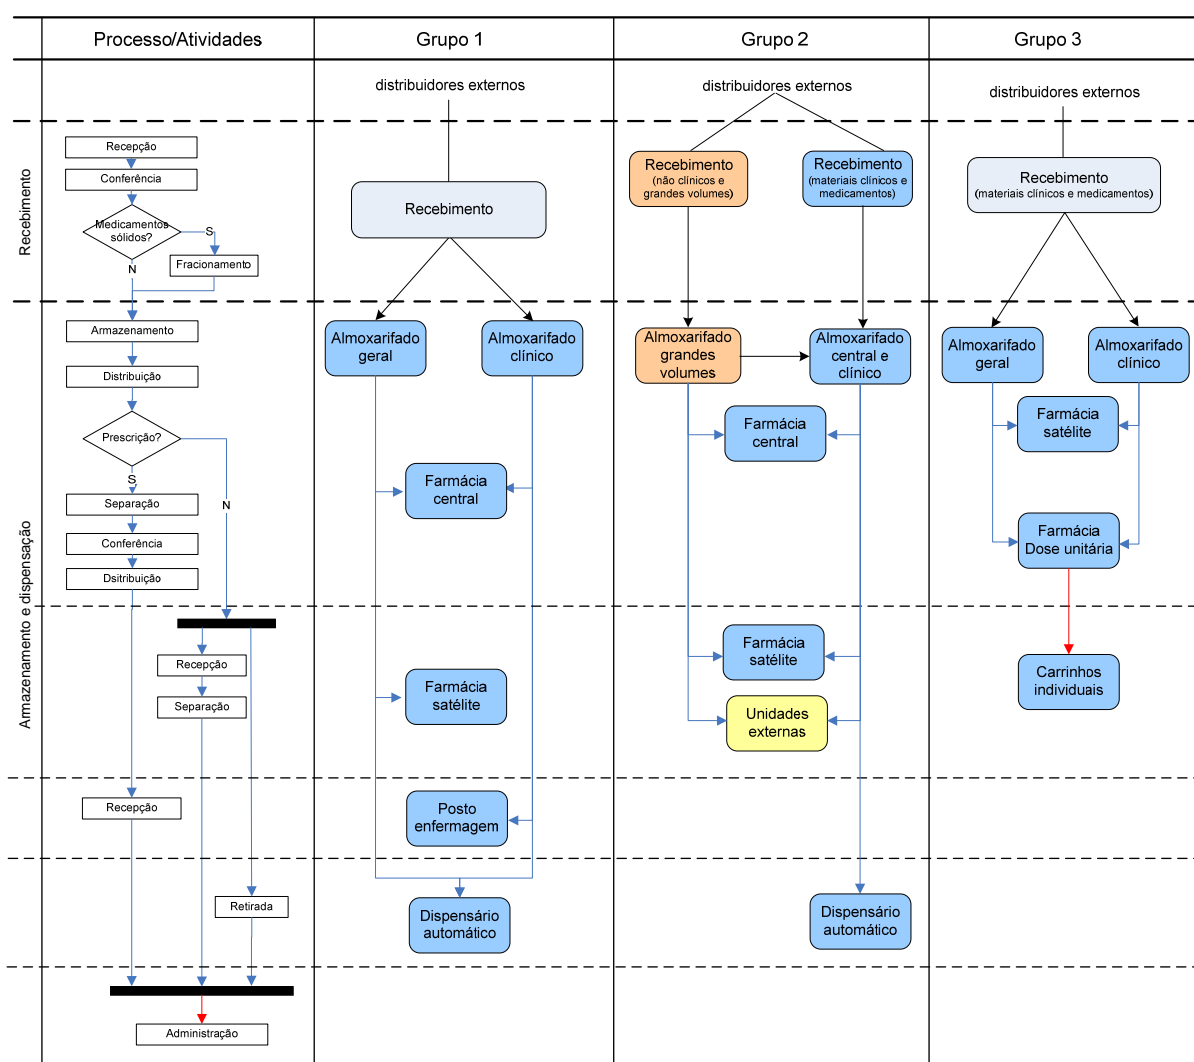 Processo/Atividades
Grupo 1
Grupo 2
Grupo 3
Recebimento
Armazenamento e dispensação
Recepção
Conferência
Medicamentos
sólidos?
S
N
Fracionamento
Armazenamento
Distribuição
Prescrição?
S
N
Separação
Conferência
Dsitribuição
Recepção
Separação
Recepção
Retirada
Administração
distribuidores externos
Recebimento
Almoxarifado
geral
Almoxarifado
clínico
Farmácia
central
Farmácia
satélite
Posto
enfermagem
Dispensário
automático
distribuidores externos
Recebimento
(não clínicos e
grandes volumes)
Recebimento
(materiais clínicos e
medicamentos)
Almoxarifado
grandes
volumes
Almoxarifado
central e
clínico
Farmácia
central
Farmácia
satélite
Unidades
externas
Dispensário
automático
distribuidores externos
Recebimento
(materiais clínicos e medicamentos)
Almoxarifado
geral
Almoxarifado
clínico
Farmácia
satélite
Farmácia
Dose unitária
Carrinhos
individuais